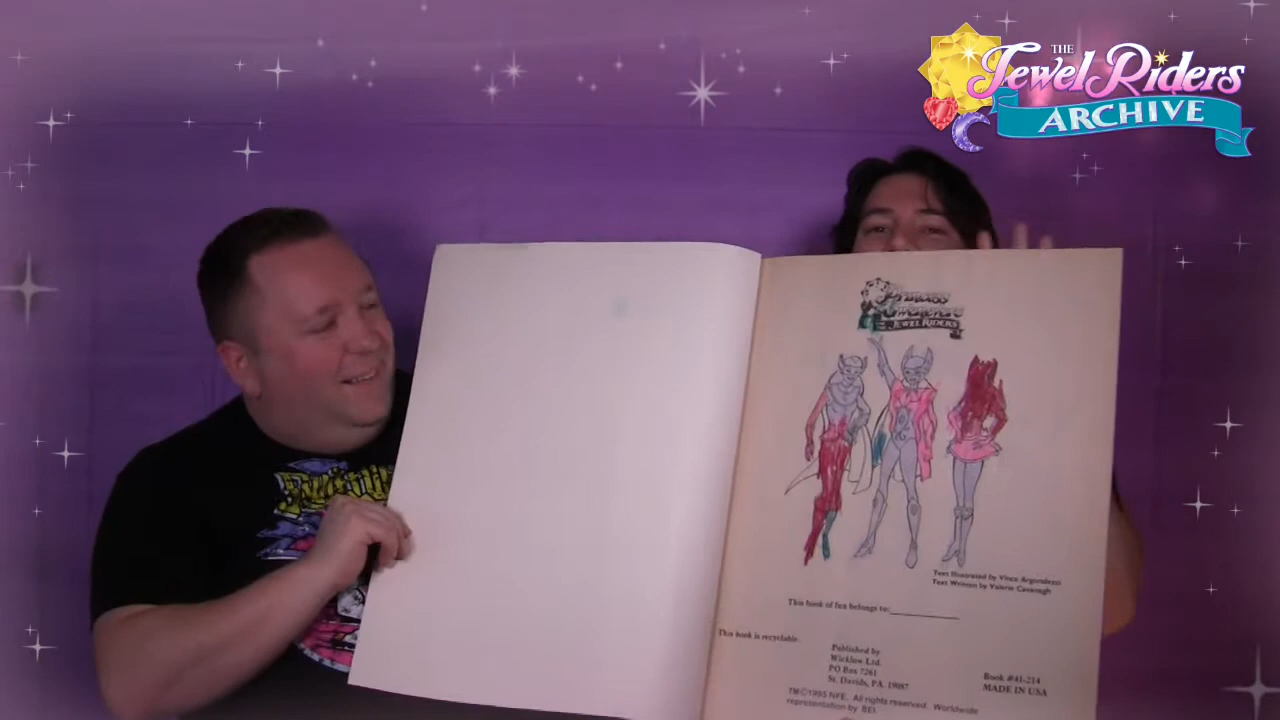 THE
Jewel Riders
ARCHIVE
Princess
Gwenevere
AND THE JEWEL RIDERS
Text Illustrated by Vince Argondezzi
Text Written by Valerie Cavanagh
This book of fun belongs to:
This book is recyclable.
Published by
Wicklow Ltd.
PO Box 7261
St. Davids, PA. 19087
Book #41-214
MADE IN USA
TM©1995 NFE. All rights reserved. Worldwide
representation by BEI.